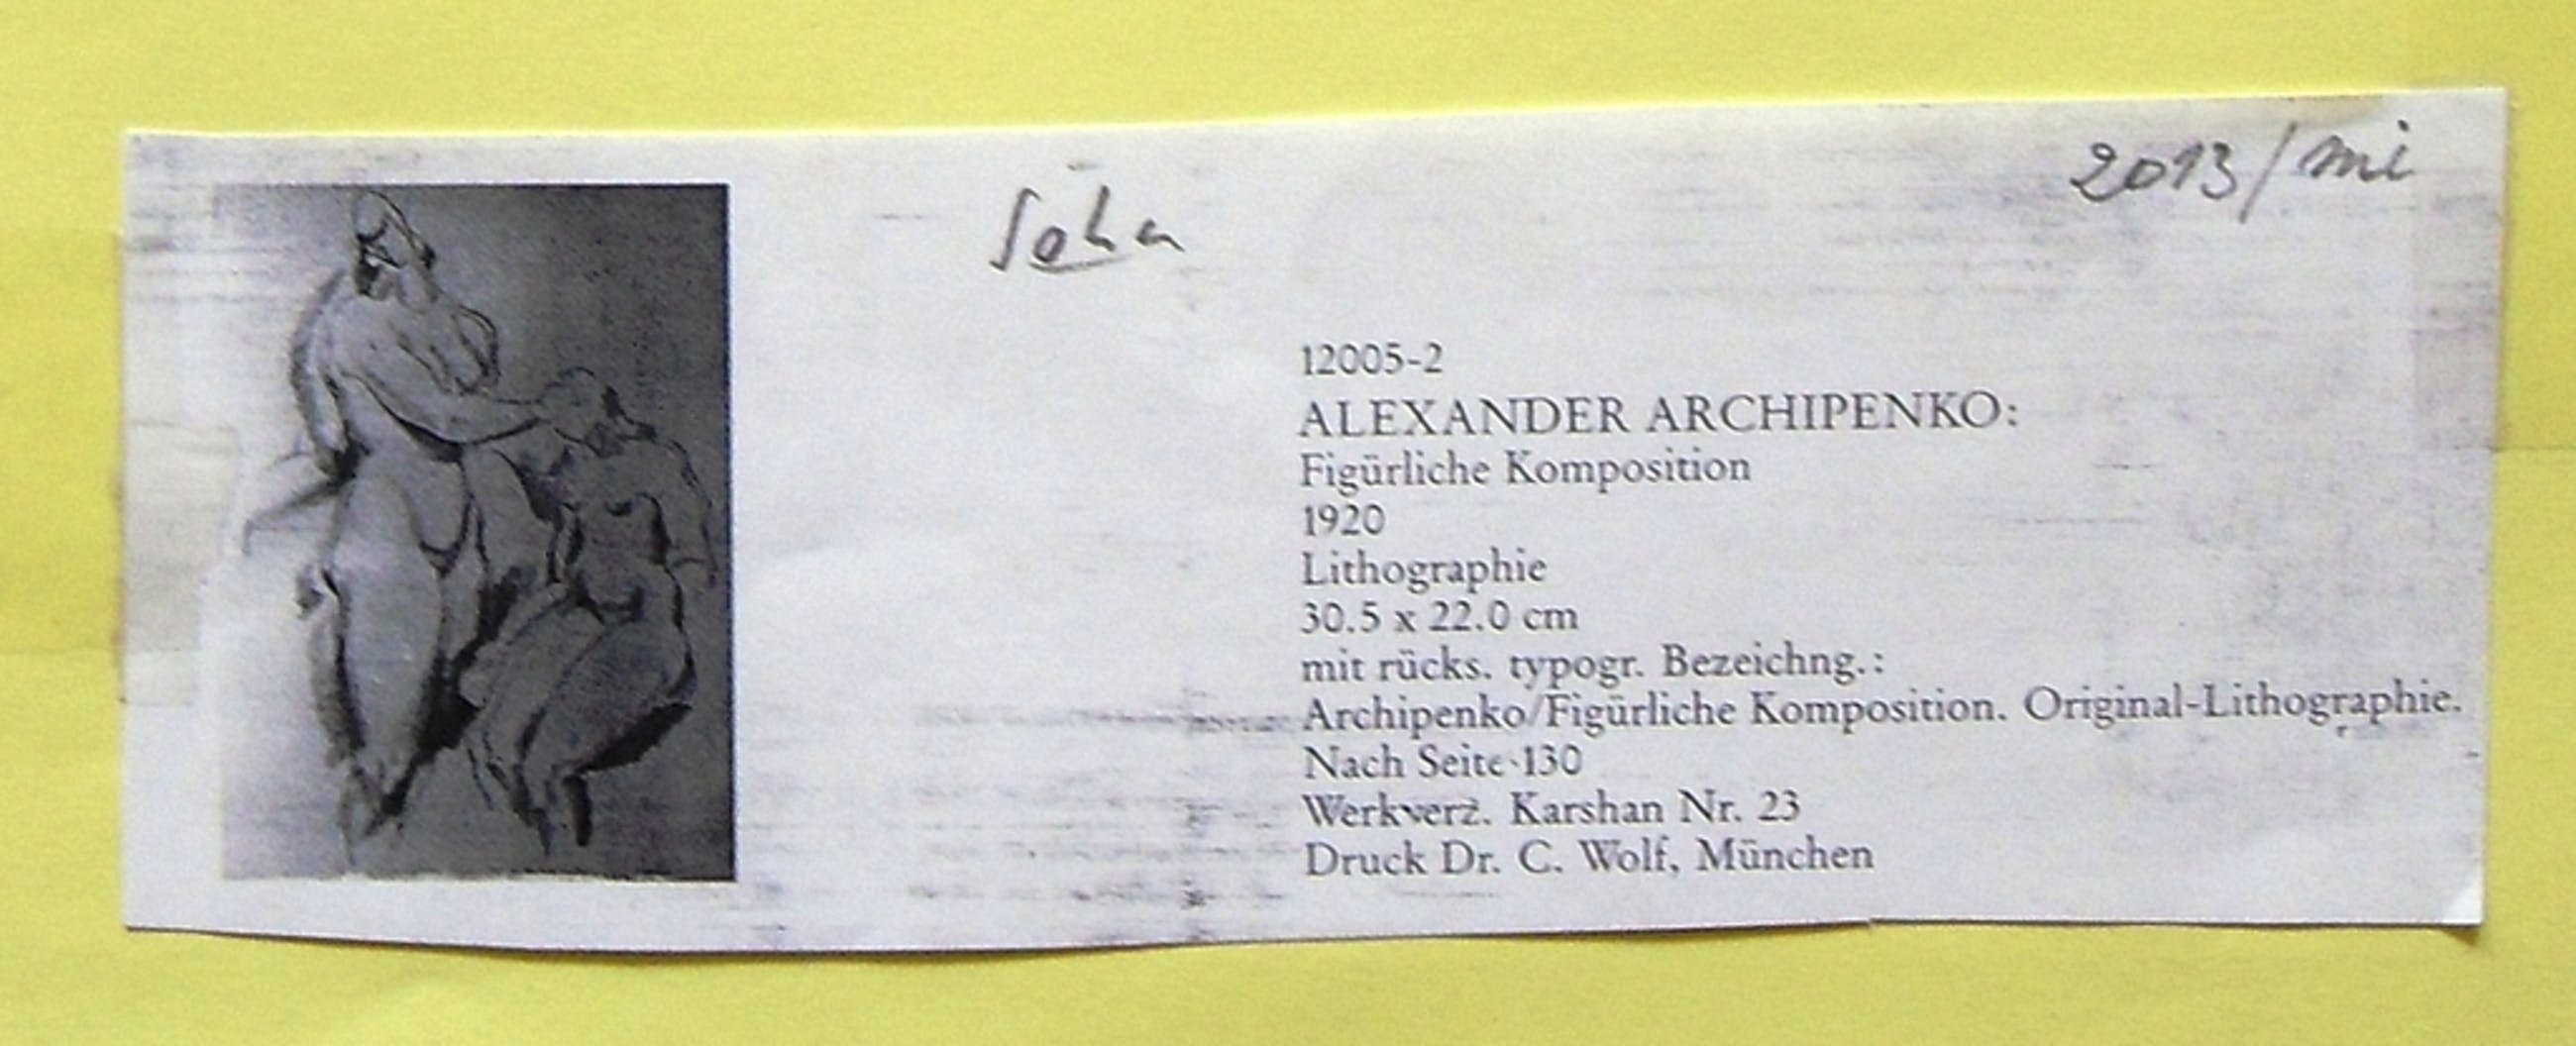 2013/mi
12005-2
ALEXANDER ARCHIPENKO:
Figürliche Komposition
1920
Lithographie
30.5 x 22.0 cm
mit rücks. typogr. Bezeichng.:
Archipenko/Figürliche Komposition. Original-Lithographie.
Nach Seite 130
Werkverz. Karshan Nr. 23
Druck Dr. C. Wolf, München